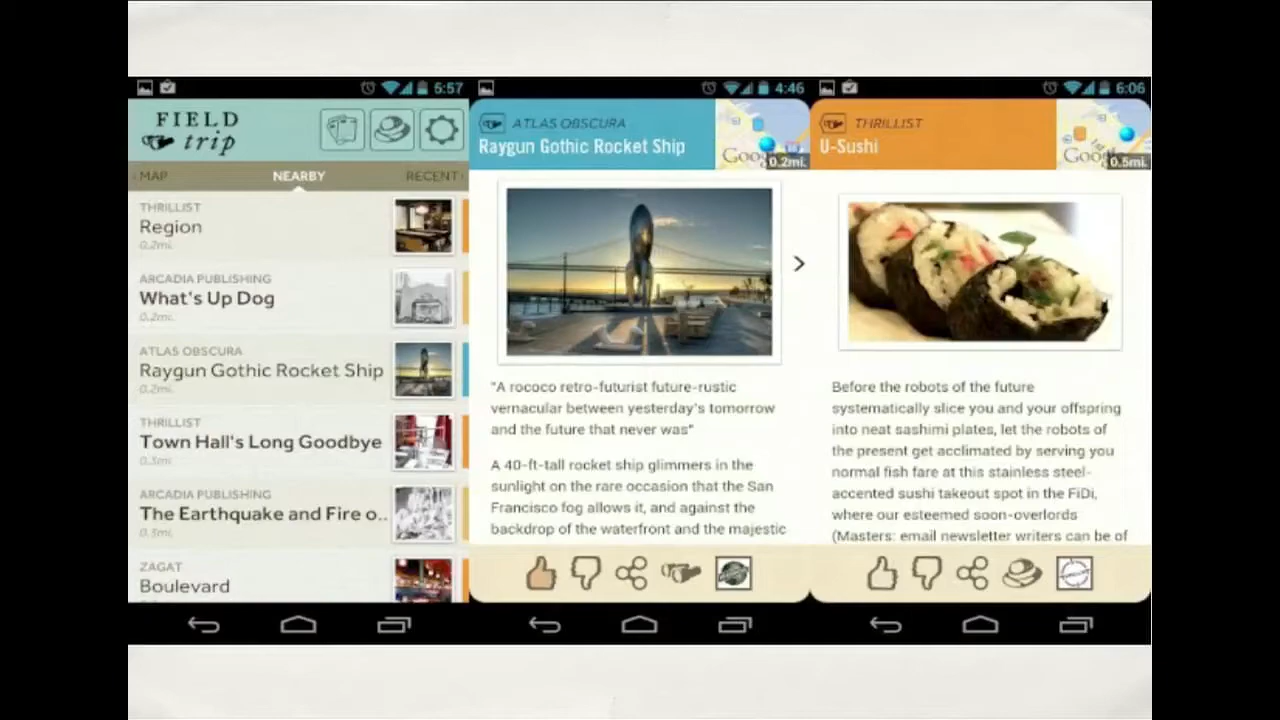 5:57
FIELD
trip
MAP
NEARBY
RECENT
THRILLIST
Region
0.2mi.
ARCADIA PUBLISHING
What's Up Dog
0.2mi.
ATLAS OBSCURA
Raygun Gothic Rocket Ship
0.2mi.
THRILLIST
Town Hall's Long Goodbye
0.3mi.
ARCADIA PUBLISHING
The Earthquake and Fire o..
0.3mi.
ZAGAT
Boulevard
4:46
ATLAS OBSCURA
Raygun Gothic Rocket Ship
Goo
0.2mi.
"A rococo retro-futurist future-rustic
vernacular between yesterday's tomorrow
and the future that never was"
A 40-ft-tall rocket ship glimmers in the
sunlight on the rare occasion that the San
Francisco fog allows it, and against the
backdrop of the waterfront and the majestic
6:06
THRILLIST
U-Sushi
Goo
0.5mi.
Before the robots of the future
systematically slice you and your offspring
into neat sashimi plates, let the robots of
the present get acclimated by serving you
normal fish fare at this stainless steel-
accented sushi takeout spot in the FiDi,
where our esteemed soon-overlords
(Masters: email newsletter writers can be of